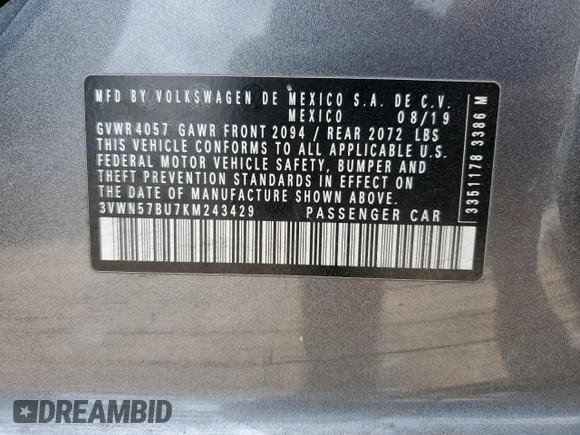 MFD BY VOLKSWAGEN DE MEXICO S.A. DE C.V.
MEXICO 08/19
GVWR4057 GAWR FRONT 2094 / REAR 2072 LBS
THIS VEHICLE CONFORMS TO ALL APPLICABLE U.S.
FEDERAL MOTOR VEHICLE SAFETY, BUMPER AND
THEFT PREVENTION STANDARDS IN EFFECT ON
THE DATE OF MANUFACTURE SHOWN ABOVE.
3VWN57BU7KM243429 PASSENGER CAR
3361178 3386 M
DREAMBID